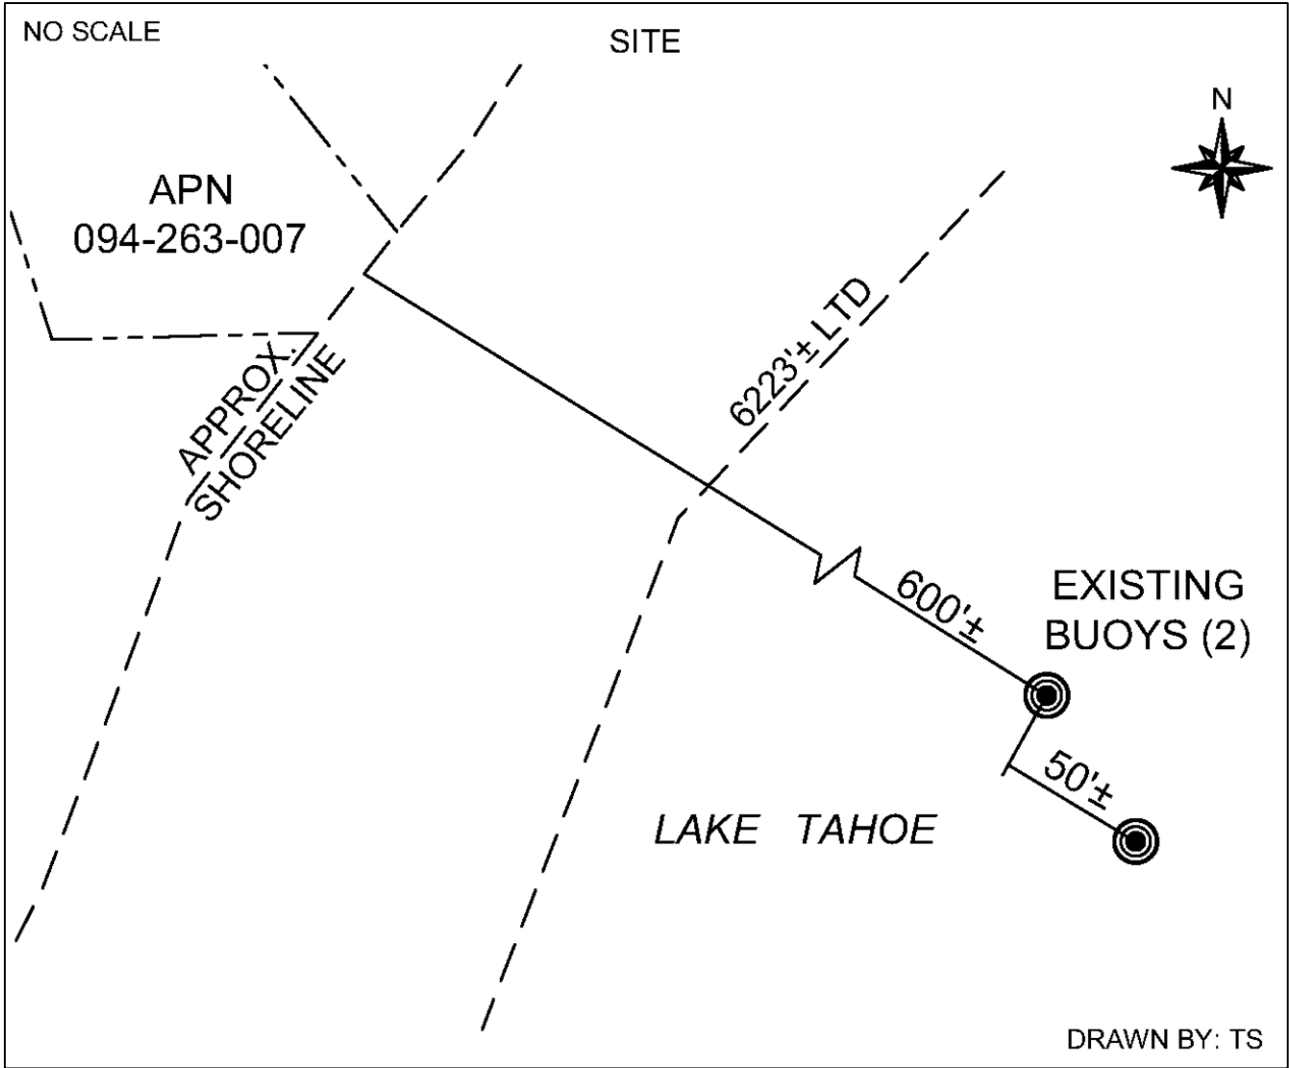 NO SCALE
SITE
N
APN
094-263-007
6223'± LTD
APPROX.
SHORELINE
600'±
EXISTING
BUOYS (2)
50'±
LAKE TAHOE
DRAWN BY: TS